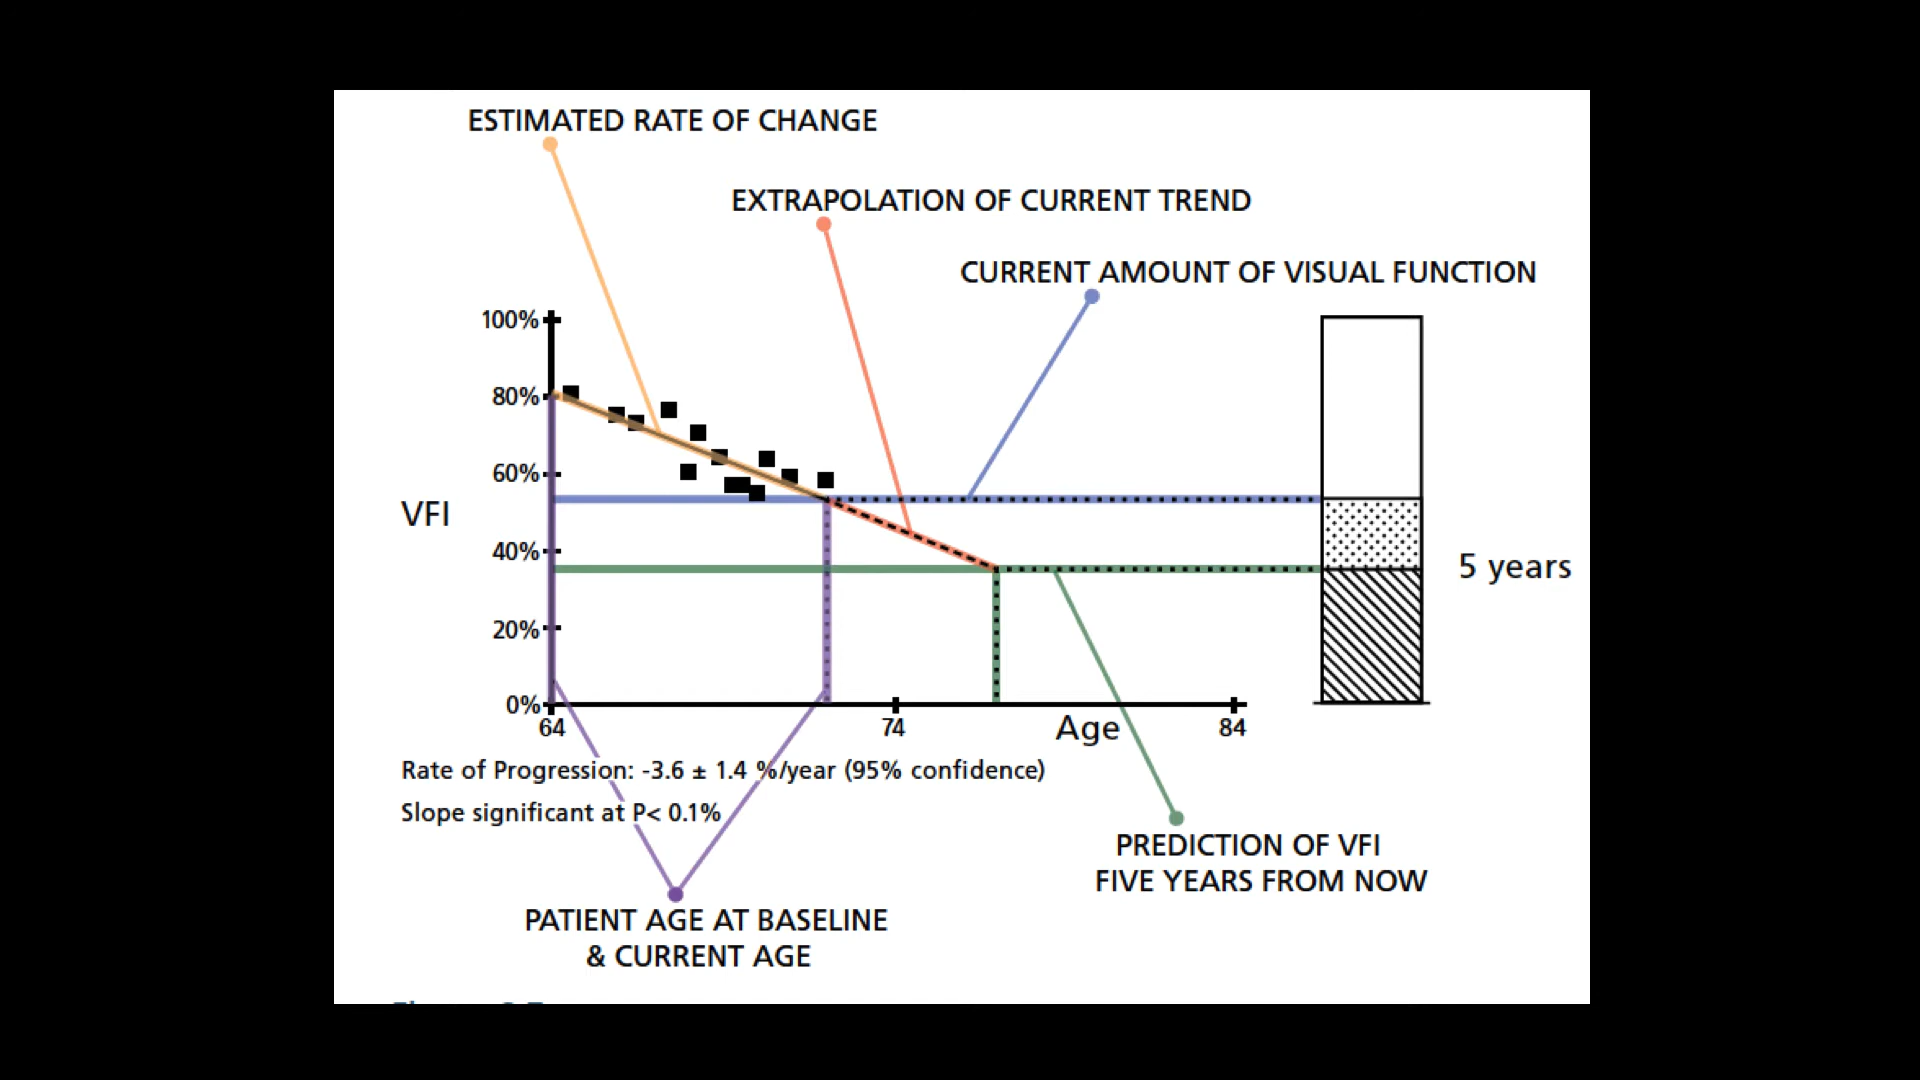 ESTIMATED RATE OF CHANGE
EXTRAPOLATION OF CURRENT TREND
CURRENT AMOUNT OF VISUAL FUNCTION
100%
80%
60%
VFI
40%
5 years
20%
0%
64
74
Age
84
Rate of Progression: -3.6 ± 1.4 %/year (95% confidence)
Slope significant at P< 0.1%
PREDICTION OF VFI
FIVE YEARS FROM NOW
PATIENT AGE AT BASELINE
& CURRENT AGE